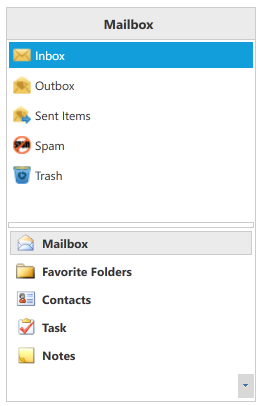 Mailbox
Inbox
Outbox
Sent Items
Spam
Trash
Mailbox
Favorite Folders
Contacts
Task
Notes